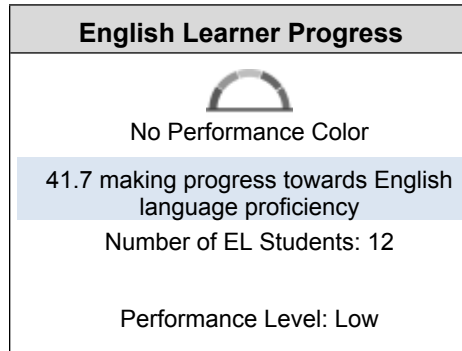 English Learner Progress
No Performance Color
41.7 making progress towards English
language proficiency
Number of EL Students: 12
Performance Level: Low